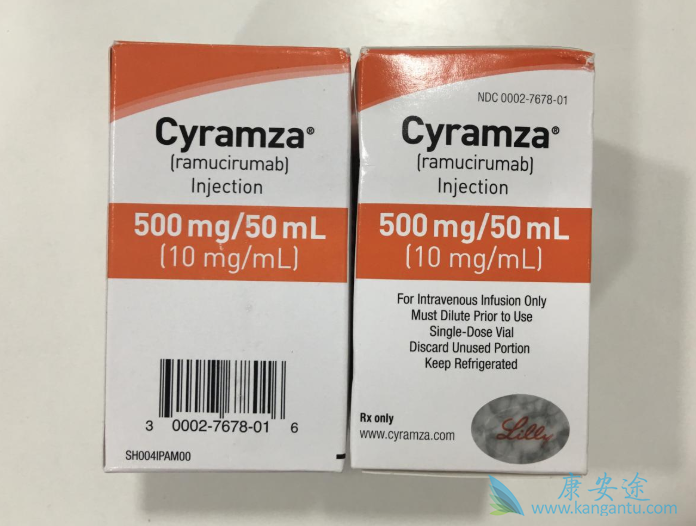 Cyramza®
(ramucirumab)
Injection
500 mg/50 mL
(10 mg/mL)
3 0002-7678-01 6
SH004IPAM00
NDC 0002-7678-01
Cyramza®
(ramucirumab)
Injection
500 mg/50 mL
(10 mg/mL)
For Intravenous Infusion Only
Must Dilute Prior to Use
Single-Dose Vial
Discard Unused Portion
Keep Refrigerated
Rx only
www.cyramza.com
Lilly
康安途
www.kangantu.com